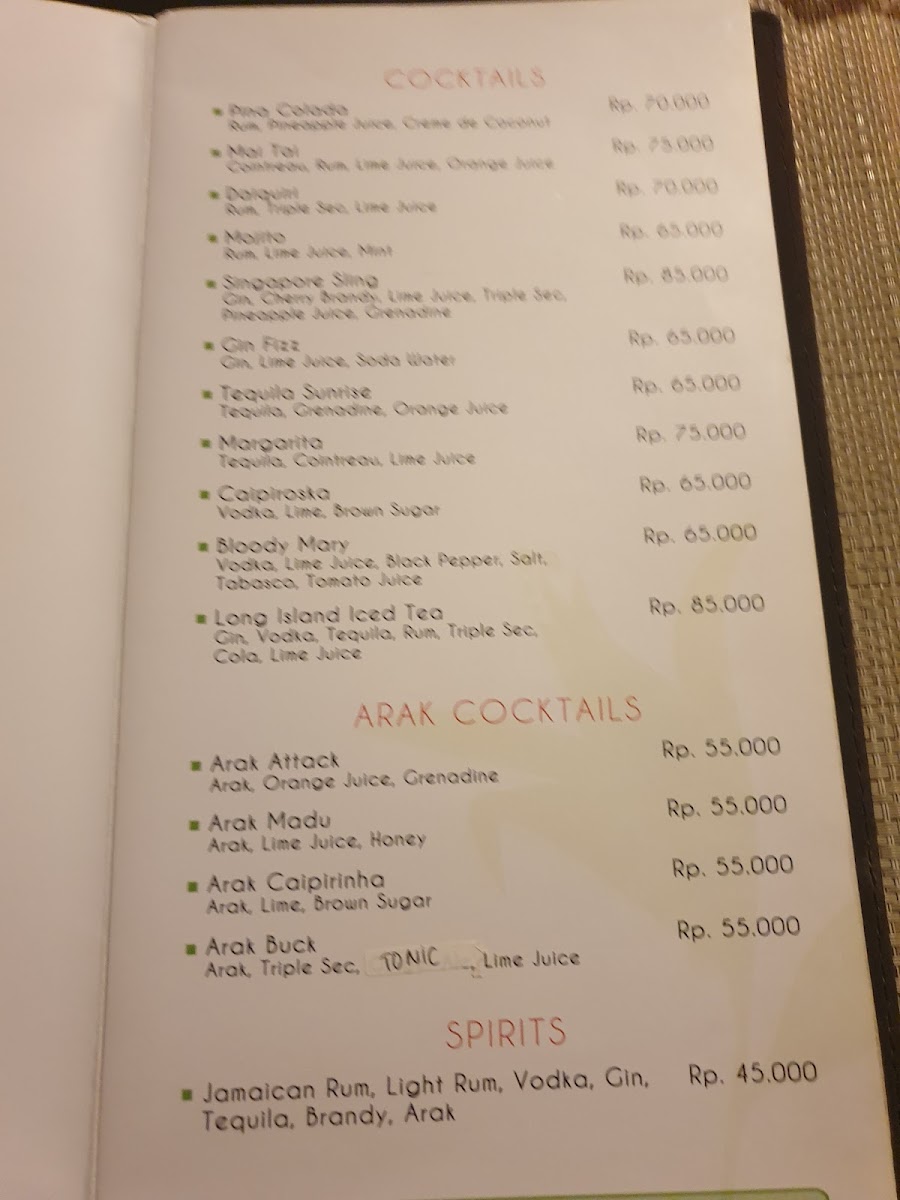 COCKTAILS
Pina Colada Rp. 70.000
Rum, Pineapple Juice, Creme de Coconut
Mai Tai Rp. 75.000
Cointreau, Rum, Lime Juice, Orange Juice
Daiquiri Rp. 70.000
Rum, Triple Sec, Lime Juice
Mojito Rp. 65.000
Rum, Lime Juice, Mint
Singapore Sling Rp. 85.000
Gin, Cherry Brandy, Lime Juice, Triple Sec,
Pineapple Juice, Grenadine
Gin Fizz Rp. 65.000
Gin, Lime Juice, Soda Water
Tequila Sunrise Rp. 65.000
Tequila, Grenadine, Orange Juice
Margarita Rp. 75.000
Tequila, Cointreau, Lime Juice
Caipiroska Rp. 65.000
Vodka, Lime, Brown Sugar
Bloody Mary Rp. 65.000
Vodka, Lime Juice, Black Pepper, Salt,
Tabasco, Tomato Juice
Long Island Iced Tea Rp. 85.000
Gin, Vodka, Tequila, Rum, Triple Sec,
Cola, Lime Juice
ARAK COCKTAILS
Arak Attack Rp. 55.000
Arak, Orange Juice, Grenadine
Arak Madu Rp. 55.000
Arak, Lime Juice, Honey
Arak Caipirinha Rp. 55.000
Arak, Lime, Brown Sugar
Arak Buck Rp. 55.000
Arak, Triple Sec, TONIC, Lime Juice
SPIRITS
Jamaican Rum, Light Rum, Vodka, Gin, Rp. 45.000
Tequila, Brandy, Arak